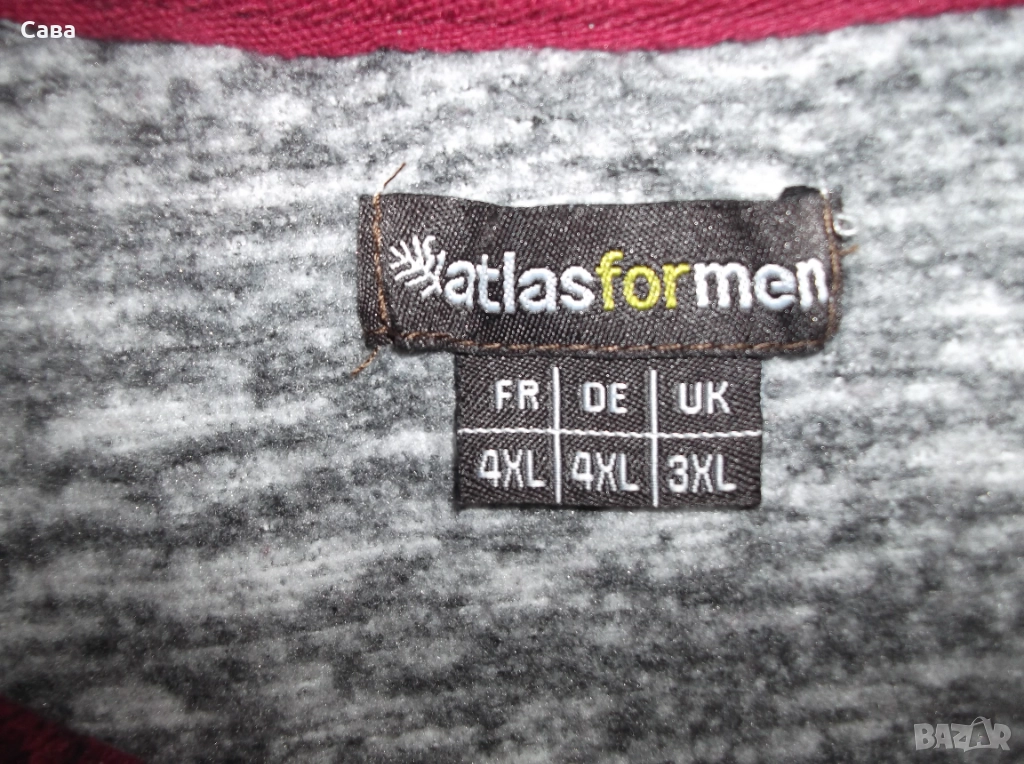 Сава
atlasformen
FR DE UK
4XL 4XL 3XL
BAZAR